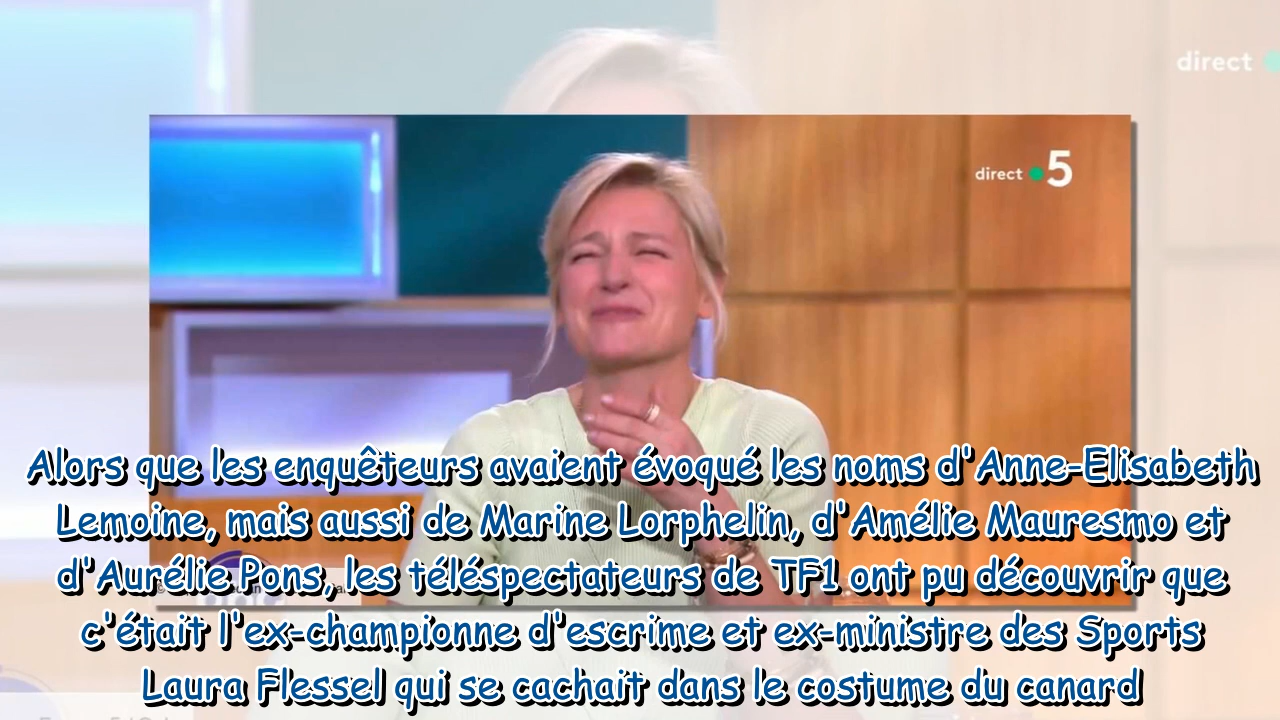 direct
direct 5
Alors que les enquêteurs avaient évoqué les noms d'Anne-Elisabeth
Lemoine, mais aussi de Marine Lorphelin, d'Amélie Mauresmo et
d'Aurélie Pons, les téléspectateurs de TF1 ont pu découvrir que
c'était l'ex-championne d'escrime et ex-ministre des Sports
Laura Flessel qui se cachait dans le costume du canard